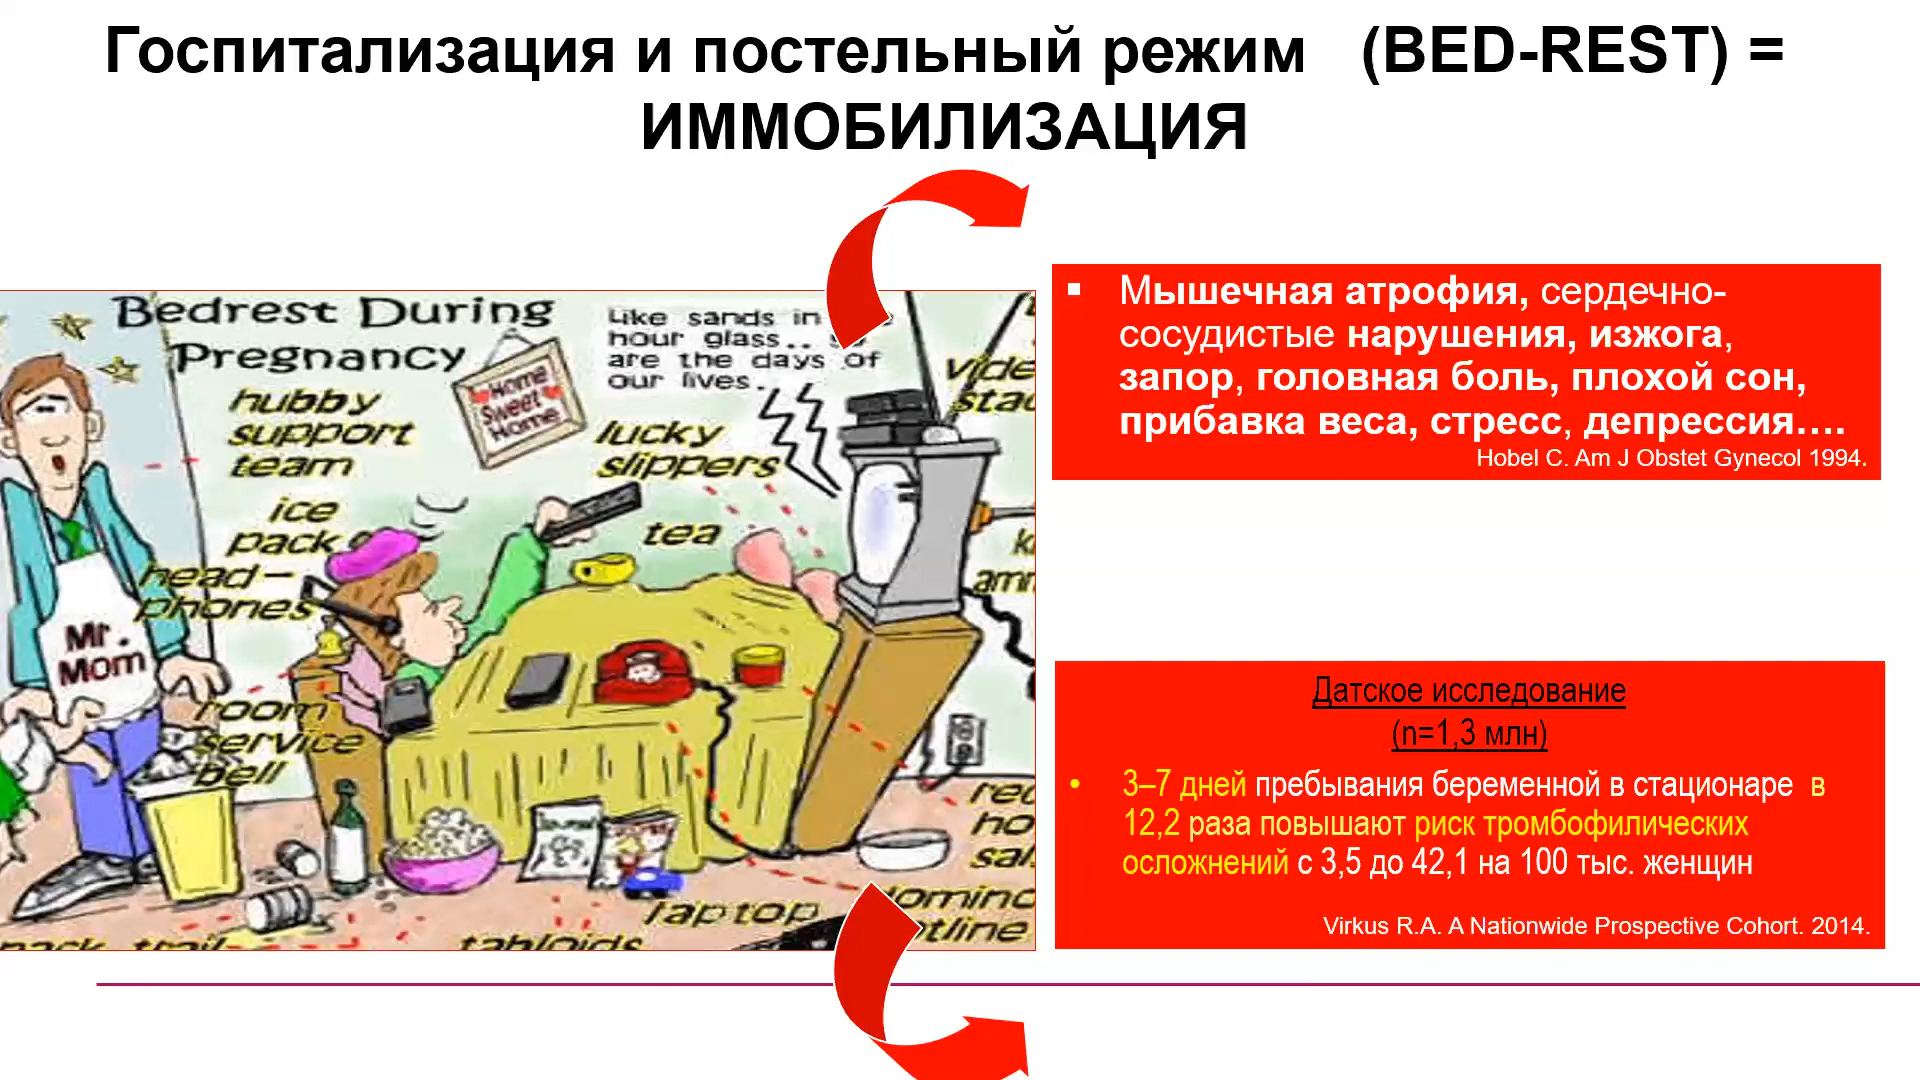 Госпитализация и постельный режим (BED-REST) =
ИММОБИЛИЗАЦИЯ
Bedrest During
Pregnancy
Like sands in
hour glass..
are the days of
our lives.
Home
Sweet
Home
hubby
support
team
lucky
slippers
ice
pack
tea
head-
phones
Mr.
Mom
room
service
bell
laptop
tabloids
▪ Мышечная атрофия, сердечно-
сосудистые нарушения, изжога,
запор, головная боль, плохой сон,
прибавка веса, стресс, депрессия….
Hobel C. Am J Obstet Gynecol 1994.
Датское исследование
(n=1,3 млн)
• 3–7 дней пребывания беременной в стационаре в
12,2 раза повышают риск тромбофилических
осложнений с 3,5 до 42,1 на 100 тыс. женщин
Virkus R.A. A Nationwide Prospective Cohort. 2014.